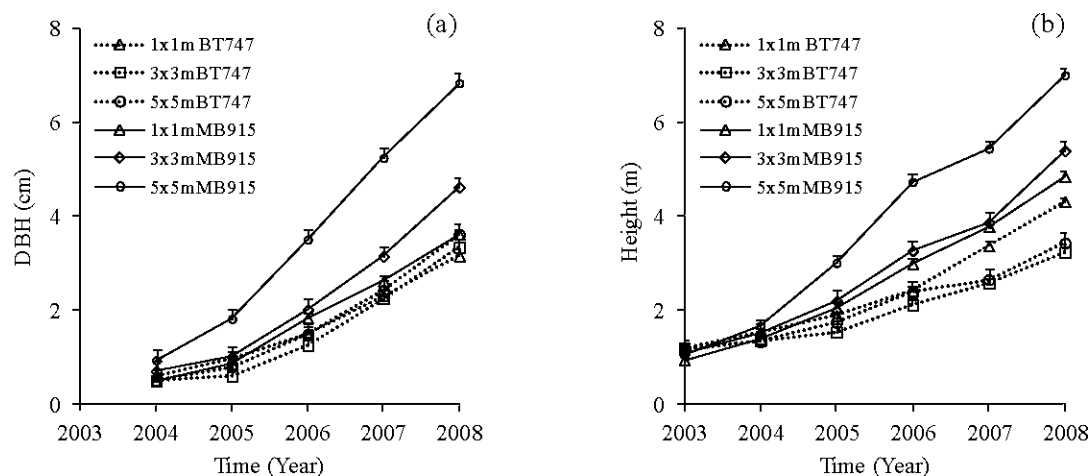 (a)
8
6
4
2
0
DBH (cm)
1x1m BT747
3x3mBT747
5x5mBT747
1x1mMB915
3x3mMB915
5x5mMB915
2003 2004 2005 2006 2007 2008
Time (Year)
(b)
8
6
4
2
0
Height (m)
1x1m BT747
3x3mBT747
5x5mBT747
1x1mMB915
3x3mMB915
5x5mMB915
2003 2004 2005 2006 2007 2008
Time (Year)